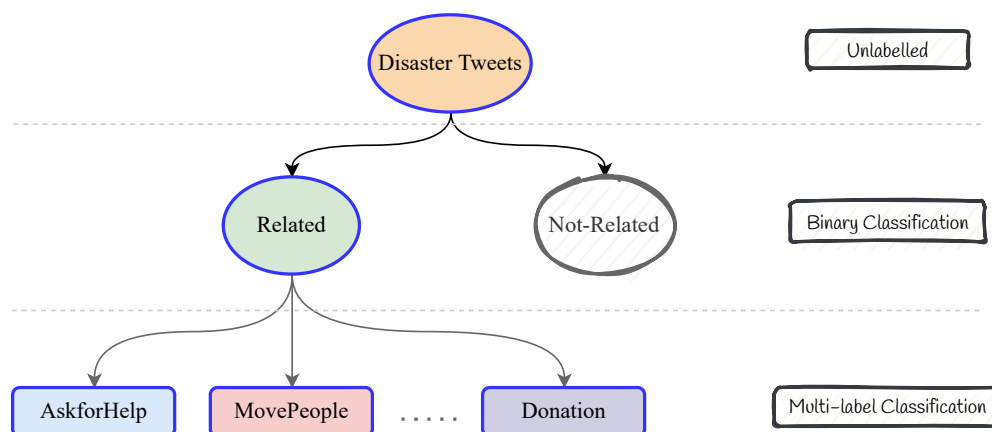 Disaster Tweets
Unlabelled
Related
Not-Related
Binary Classification
AskforHelp
MovePeople
.....
Donation
Multi-label Classification